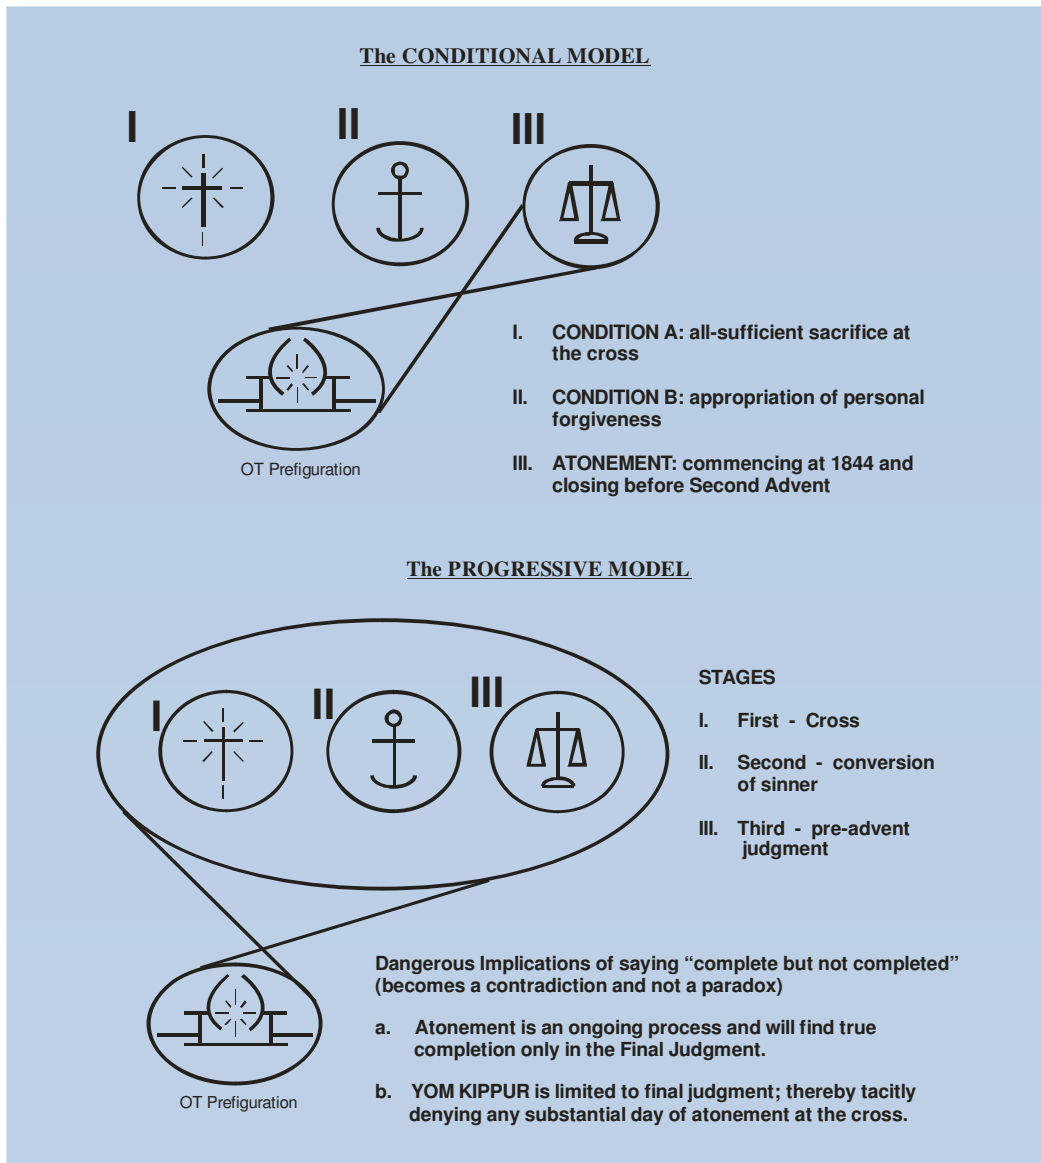 The CONDITIONAL MODEL
I II III
OT Prefiguration
I. CONDITION A: all-sufficient sacrifice at
the cross
II. CONDITION B: appropriation of personal
forgiveness
III. ATONEMENT: commencing at 1844 and
closing before Second Advent
The PROGRESSIVE MODEL
I II III
STAGES
I. First - Cross
II. Second - conversion
of sinner
III. Third - pre-advent
judgment
OT Prefiguration
Dangerous Implications of saying “complete but not completed”
(becomes a contradiction and not a paradox)
a. Atonement is an ongoing process and will find true
completion only in the Final Judgment.
b. YOM KIPPUR is limited to final judgment; thereby tacitly
denying any substantial day of atonement at the cross.